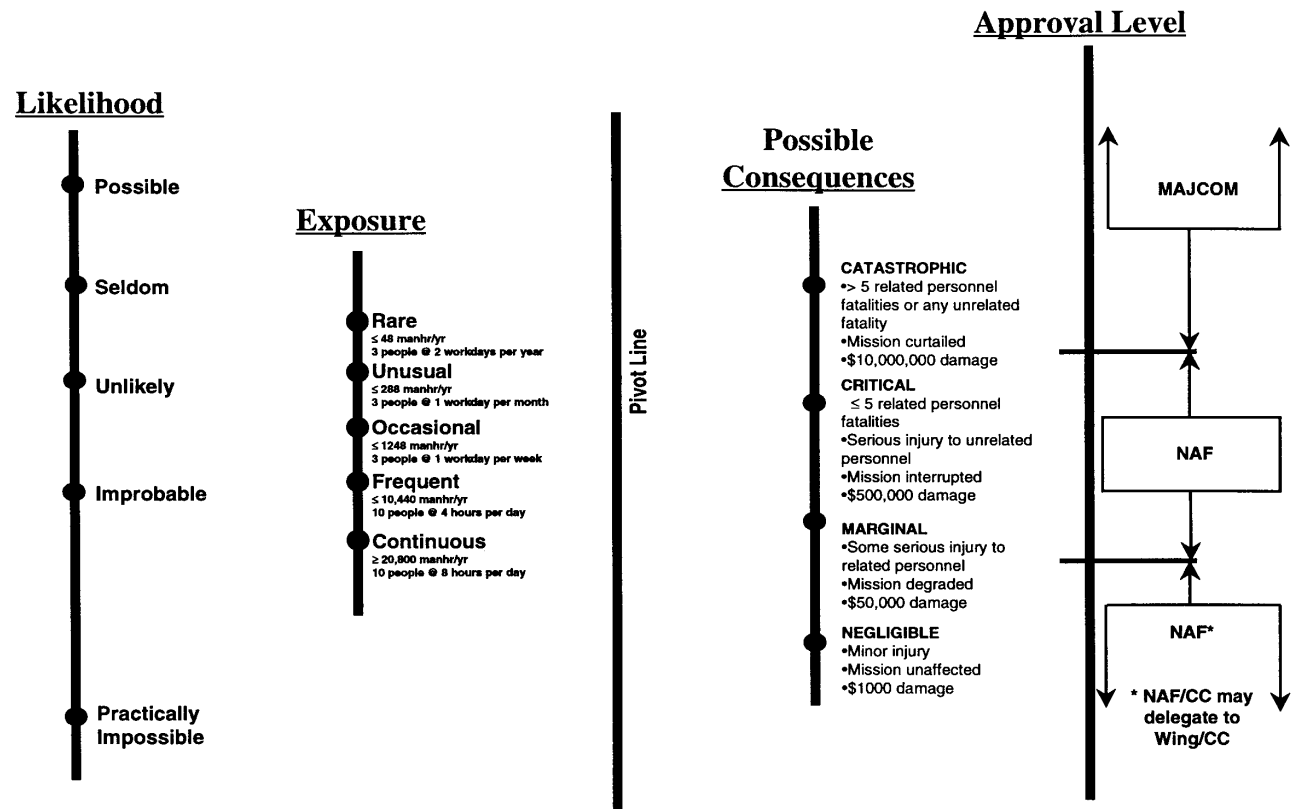 Approval Level
Likelihood
Possible
Seldom
Unlikely
Improbable
Practically
Impossible
Exposure
Rare
≤ 48 manhr/yr
3 people @ 2 workdays per year
Unusual
≤ 288 manhr/yr
3 people @ 1 workday per month
Occasional
≤ 1248 manhr/yr
3 people @ 1 workday per week
Frequent
≤ 10,440 manhr/yr
10 people @ 4 hours per day
Continuous
≥ 20,800 manhr/yr
10 people @ 8 hours per day
Pivot Line
Possible
Consequences
CATASTROPHIC
•> 5 related personnel
fatalities or any unrelated
fatality
•Mission curtailed
•$10,000,000 damage
CRITICAL
≤ 5 related personnel
fatalities
•Serious injury to unrelated
personnel
•Mission interrupted
•$500,000 damage
MARGINAL
•Some serious injury to
related personnel
•Mission degraded
•$50,000 damage
NEGLIGIBLE
•Minor injury
•Mission unaffected
•$1000 damage
MAJCOM
NAF
NAF*
* NAF/CC may
delegate to
Wing/CC